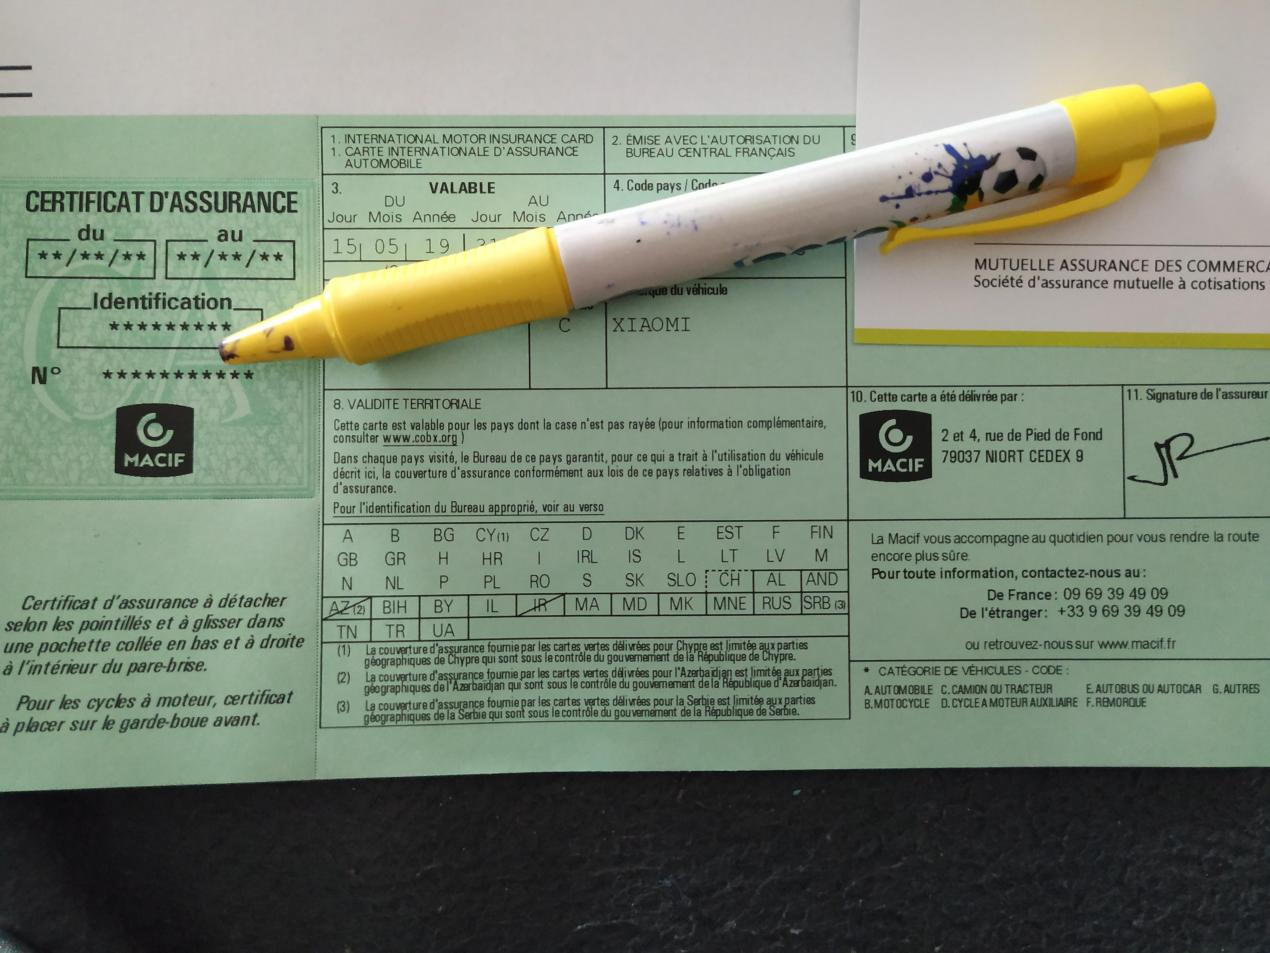 CERTIFICAT D'ASSURANCE
du au
**/**/** **/**/**
Identification
*********
N° ***********
MACIF
Certificat d'assurance à détacher
selon les pointillés et à glisser dans
une pochette collée en bas et à droite
à l'intérieur du pare-brise.
Pour les cycles à moteur, certificat
à placer sur le garde-boue avant.
1. INTERNATIONAL MOTOR INSURANCE CARD
1. CARTE INTERNATIONALE D'ASSURANCE
AUTOMOBILE
2. ÉMISE AVEC L'AUTORISATION DU
BUREAU CENTRAL FRANÇAIS
3. VALABLE
DU AU
Jour Mois Année Jour Mois Année
15 05 19
4. Code pays / Code
du véhicule
C XIAOMI
8. VALIDITE TERRITORIALE
Cette carte est valable pour les pays dont la case n'est pas rayée (pour information complémentaire,
consulter www.cobx.org )
Dans chaque pays visité, le Bureau de ce pays garantit, pour ce qui a trait à l'utilisation du véhicule
décrit ici, la couverture d'assurance conformément aux lois de ce pays relatives à l'obligation
d'assurance.
Pour l'identification du Bureau approprié, voir au verso
A B BG CY(1) CZ D DK E EST F FIN
GB GR H HR I IRL IS L LT LV M
N NL P PL RO S SK SLO CH AL AND
AZ(2) BIH BY IL IR MA MD MK MNE RUS SRB (3)
TN TR UA
(1) La couverture d'assurance fournie par les cartes vertes délivrées pour Chypre est limitée aux parties
géographiques de Chypre qui sont sous le contrôle du gouvernement de la République de Chypre.
(2) La couverture d'assurance fournie par les cartes vertes délivrées pour l'Azerbaïdjan est limitée aux parties
géographiques de l'Azerbaïdjan qui sont sous le contrôle du gouvernement de la République d'Azerbaïdjan.
(3) La couverture d'assurance fournie par les cartes vertes délivrées pour la Serbie est limitée aux parties
géographiques de la Serbie qui sont sous le contrôle du gouvernement de la République de Serbie.
MUTUELLE ASSURANCE DES
Société d'assurance mutuelle à cotisations
10. Cette carte a été délivrée par :
MACIF
2 et 4, rue de Pied de Fond
79037 NIORT CEDEX 9
11. Signature de l'assureur
La Macif vous accompagne au quotidien pour vous rendre la route
encore plus sûre.
Pour toute information, contactez-nous au :
De France : 09 69 39 49 09
De l'étranger : +33 9 69 39 49 09
ou retrouvez-nous sur www.macif.fr
* CATÉGORIE DE VÉHICULES - CODE :
A. AUTOMOBILE C. CAMION OU TRACTEUR E. AUTOBUS OU AUTOCAR G. AUTRES
B. MOTOCYCLE D. CYCLE A MOTEUR AUXILIAIRE F. REMORQUE